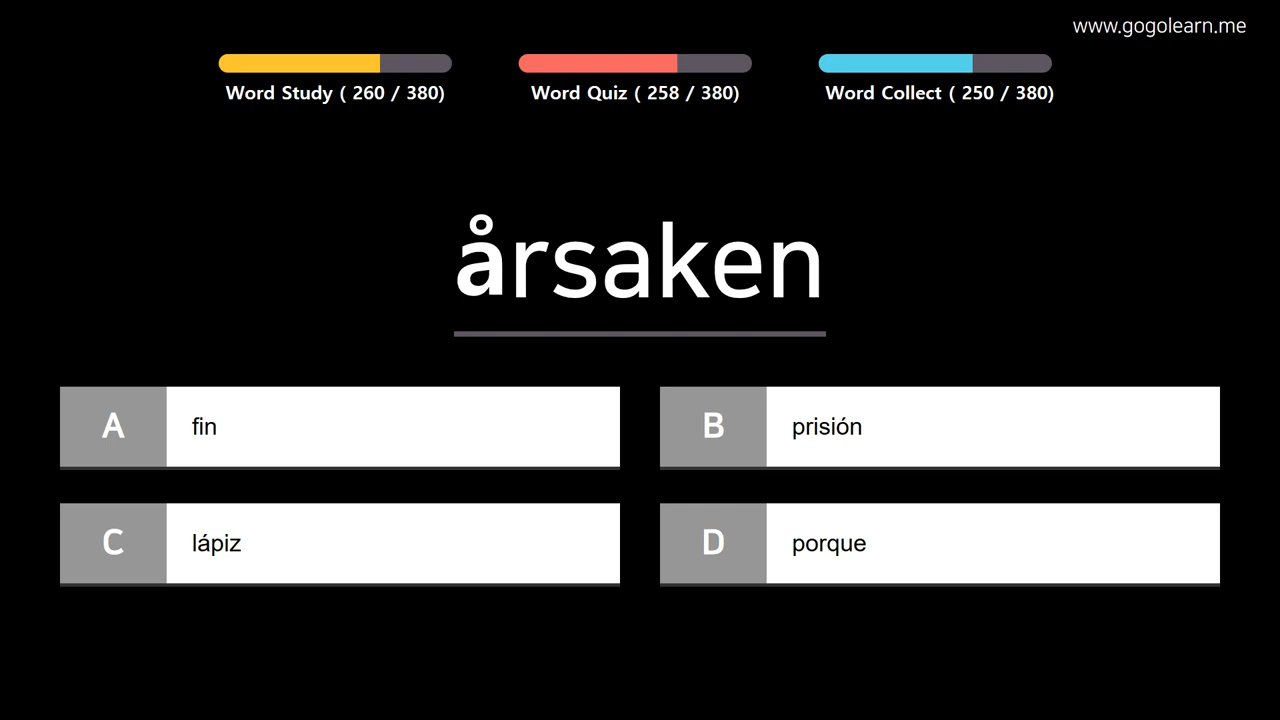 www.gogolearn.me
Word Study ( 260 / 380)
Word Quiz ( 258 / 380)
Word Collect ( 250 / 380)
årsaken
A fin
B prisión
C lápiz
D porque